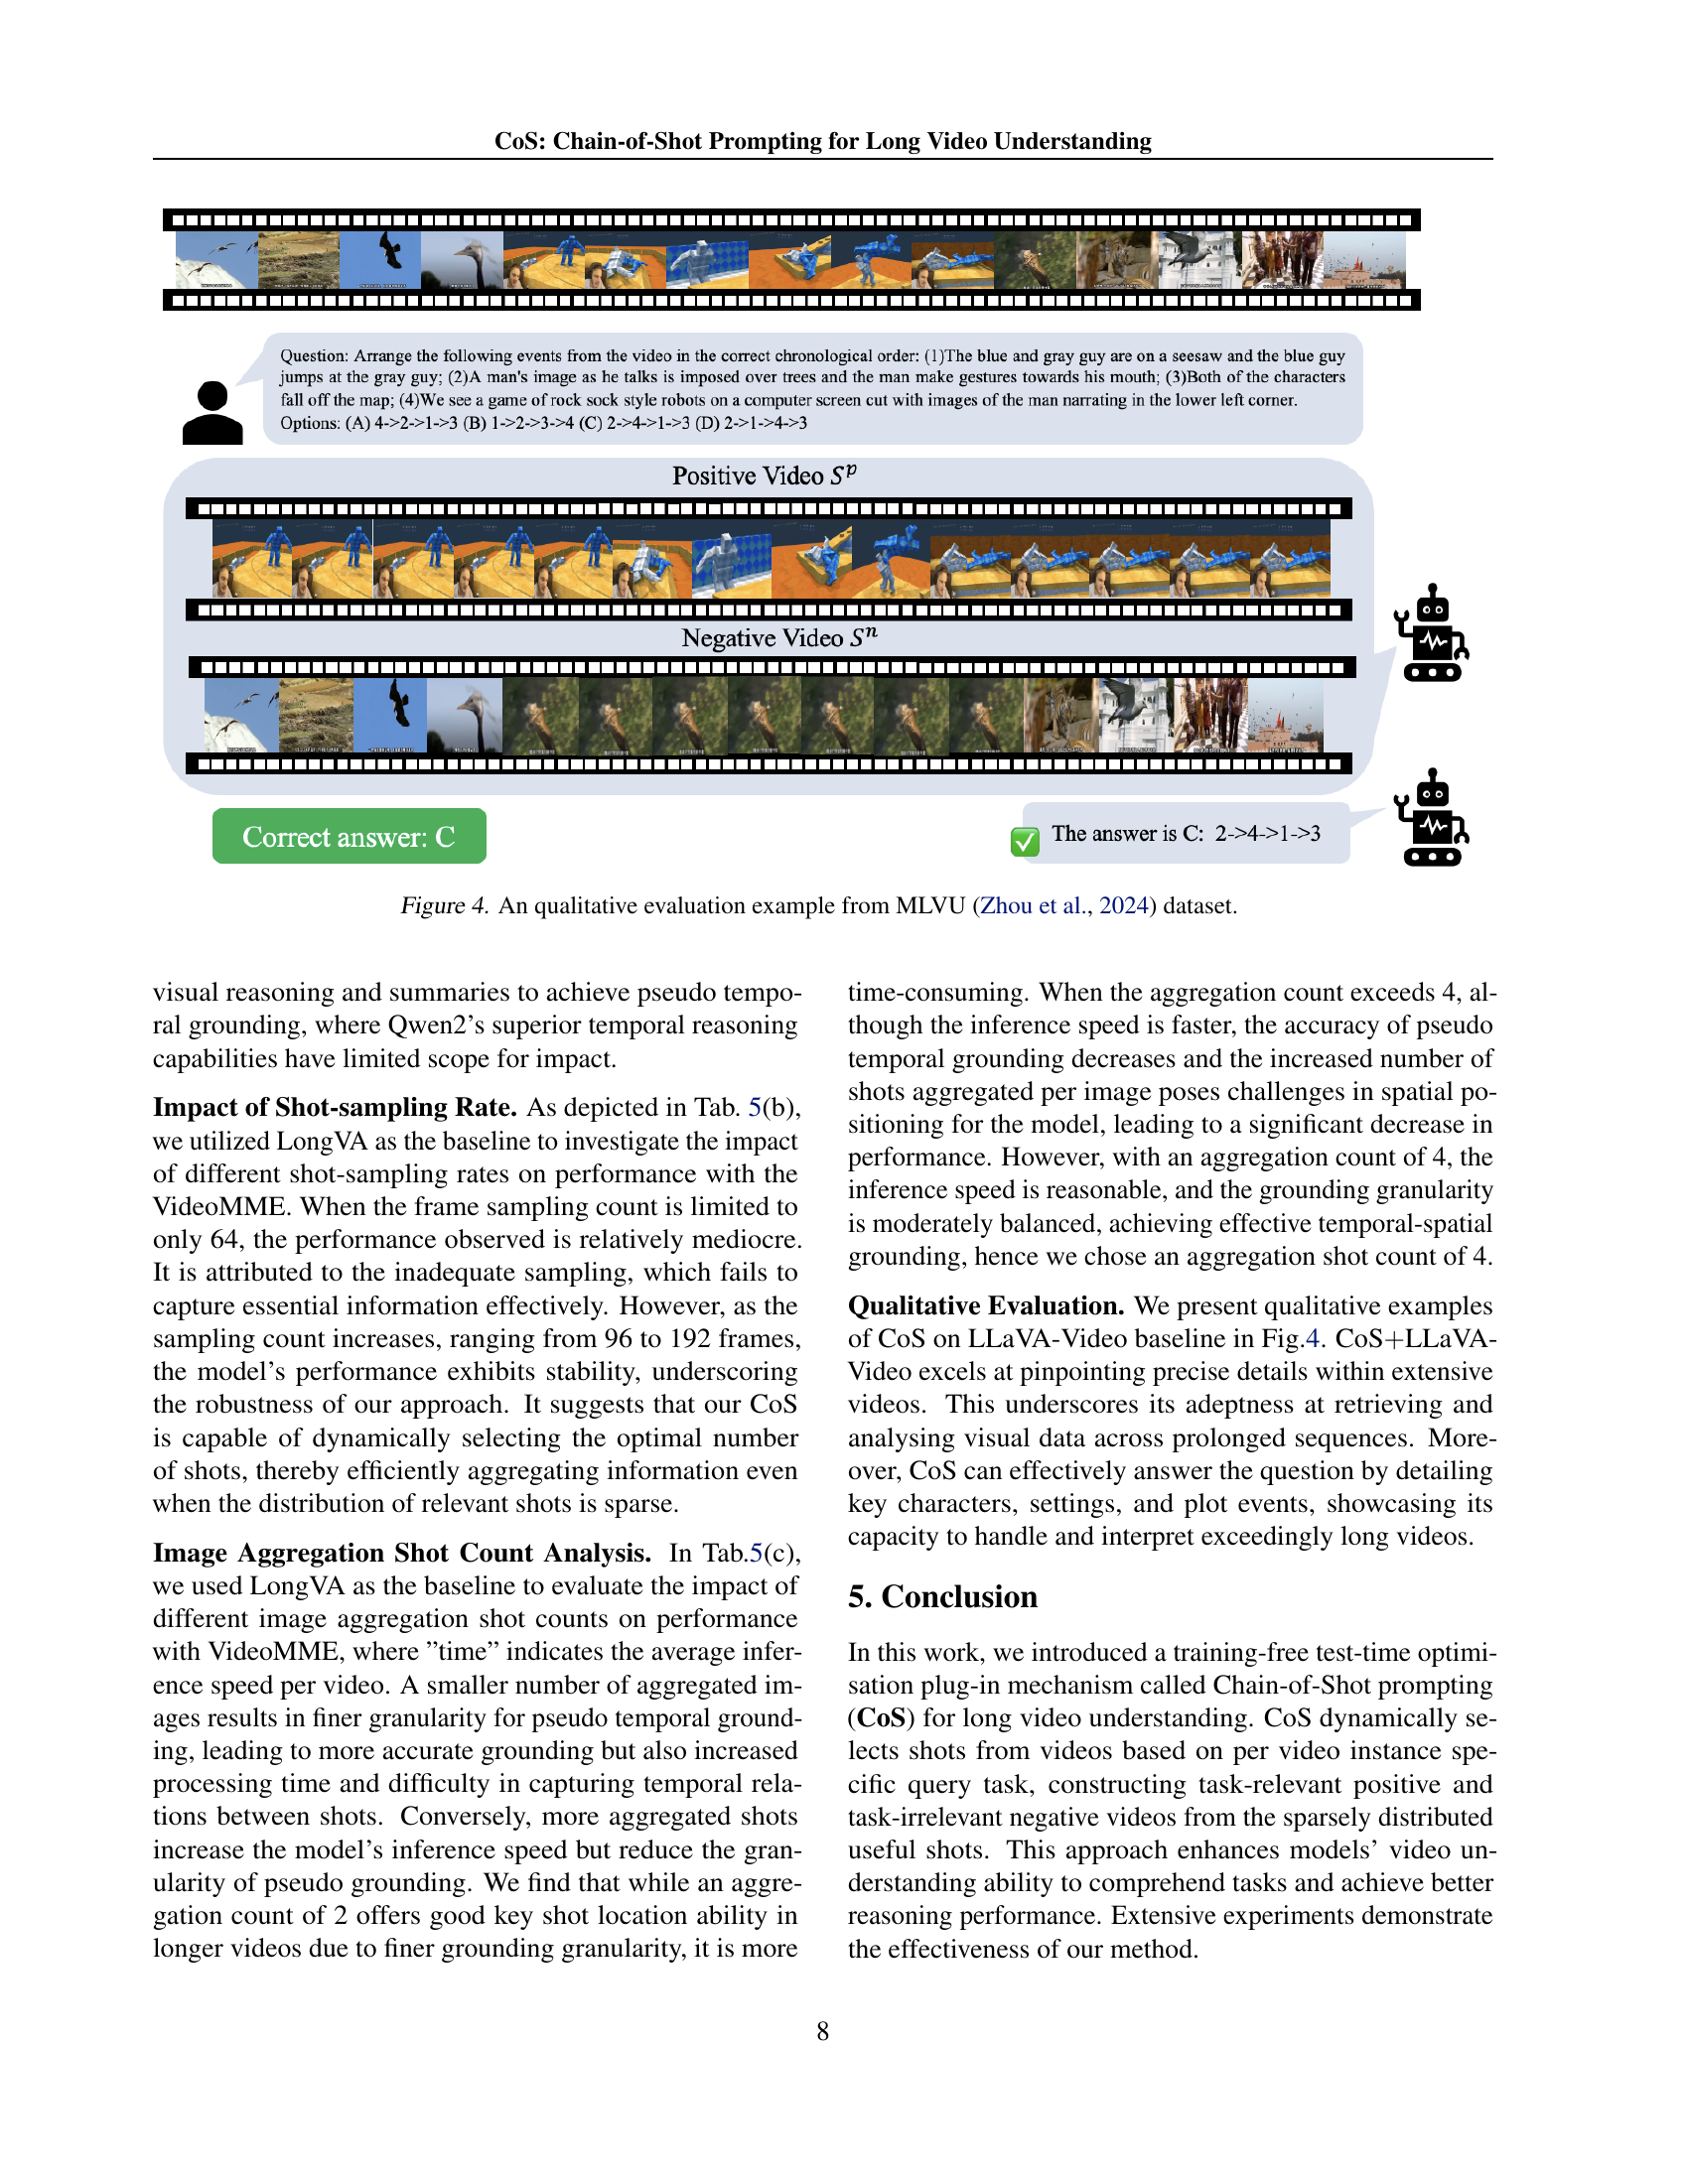 CoS: Chain-of-Shot Prompting for Long Video Understanding
Question: Arrange the following events from the video in the correct chronological order: (1)The blue and gray guy are on a seesaw and the blue guy
jumps at the gray guy; (2)A man's image as he talks is imposed over trees and the man make gestures towards his mouth; (3)Both of the characters
fall off the map; (4)We see a game of rock sock style robots on a computer screen cut with images of the man narrating in the lower left corner.
Options: (A) 4->2->1->3 (B) 1->2->3->4 (C) 2->4->1->3 (D) 2->1->4->3
Positive Video Sᵖ
Negative Video Sⁿ
Correct answer: C
The answer is C: 2->4->1->3
Figure 4. An qualitative evaluation example from MLVU (Zhou et al., 2024) dataset.
visual reasoning and summaries to achieve pseudo tempo-
ral grounding, where Qwen2's superior temporal reasoning
capabilities have limited scope for impact.
Impact of Shot-sampling Rate. As depicted in Tab. 5(b),
we utilized LongVA as the baseline to investigate the impact
of different shot-sampling rates on performance with the
VideoMME. When the frame sampling count is limited to
only 64, the performance observed is relatively mediocre.
It is attributed to the inadequate sampling, which fails to
capture essential information effectively. However, as the
sampling count increases, ranging from 96 to 192 frames,
the model's performance exhibits stability, underscoring
the robustness of our approach. It suggests that our CoS
is capable of dynamically selecting the optimal number
of shots, thereby efficiently aggregating information even
when the distribution of relevant shots is sparse.
Image Aggregation Shot Count Analysis. In Tab.5(c),
we used LongVA as the baseline to evaluate the impact of
different image aggregation shot counts on performance
with VideoMME, where ”time” indicates the average infer-
ence speed per video. A smaller number of aggregated im-
ages results in finer granularity for pseudo temporal ground-
ing, leading to more accurate grounding but also increased
processing time and difficulty in capturing temporal rela-
tions between shots. Conversely, more aggregated shots
increase the model's inference speed but reduce the gran-
ularity of pseudo grounding. We find that while an aggre-
gation count of 2 offers good key shot location ability in
longer videos due to finer grounding granularity, it is more
time-consuming. When the aggregation count exceeds 4, al-
though the inference speed is faster, the accuracy of pseudo
temporal grounding decreases and the increased number of
shots aggregated per image poses challenges in spatial po-
sitioning for the model, leading to a significant decrease in
performance. However, with an aggregation count of 4, the
inference speed is reasonable, and the grounding granularity
is moderately balanced, achieving effective temporal-spatial
grounding, hence we chose an aggregation shot count of 4.
Qualitative Evaluation. We present qualitative examples
of CoS on LLaVA-Video baseline in Fig.4. CoS+LLaVA-
Video excels at pinpointing precise details within extensive
videos. This underscores its adeptness at retrieving and
analysing visual data across prolonged sequences. More-
over, CoS can effectively answer the question by detailing
key characters, settings, and plot events, showcasing its
capacity to handle and interpret exceedingly long videos.
5. Conclusion
In this work, we introduced a training-free test-time optimi-
sation plug-in mechanism called Chain-of-Shot prompting
(CoS) for long video understanding. CoS dynamically se-
lects shots from videos based on per video instance spe-
cific query task, constructing task-relevant positive and
task-irrelevant negative videos from the sparsely distributed
useful shots. This approach enhances models' video un-
derstanding ability to comprehend tasks and achieve better
reasoning performance. Extensive experiments demonstrate
the effectiveness of our method.
8